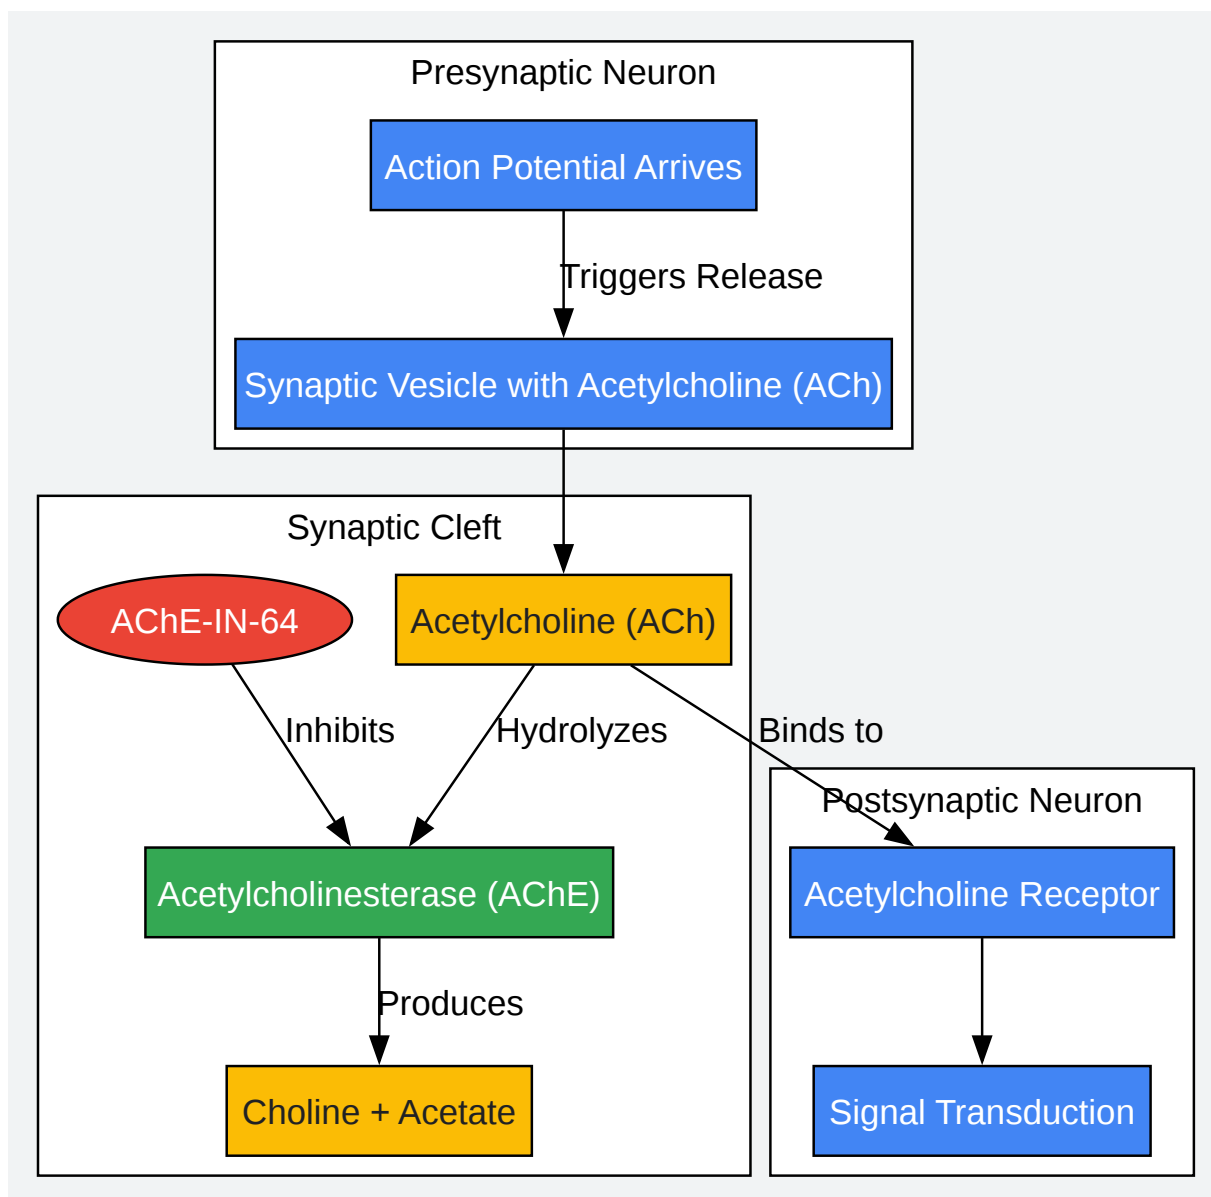 Presynaptic Neuron
Action Potential Arrives
Triggers Release
Synaptic Vesicle with Acetylcholine (ACh)
Synaptic Cleft
AChE-IN-64
Acetylcholine (ACh)
Inhibits
Hydrolyzes
Binds to
Postsynaptic Neuron
Acetylcholinesterase (AChE)
Acetylcholine Receptor
Produces
Choline + Acetate
Signal Transduction